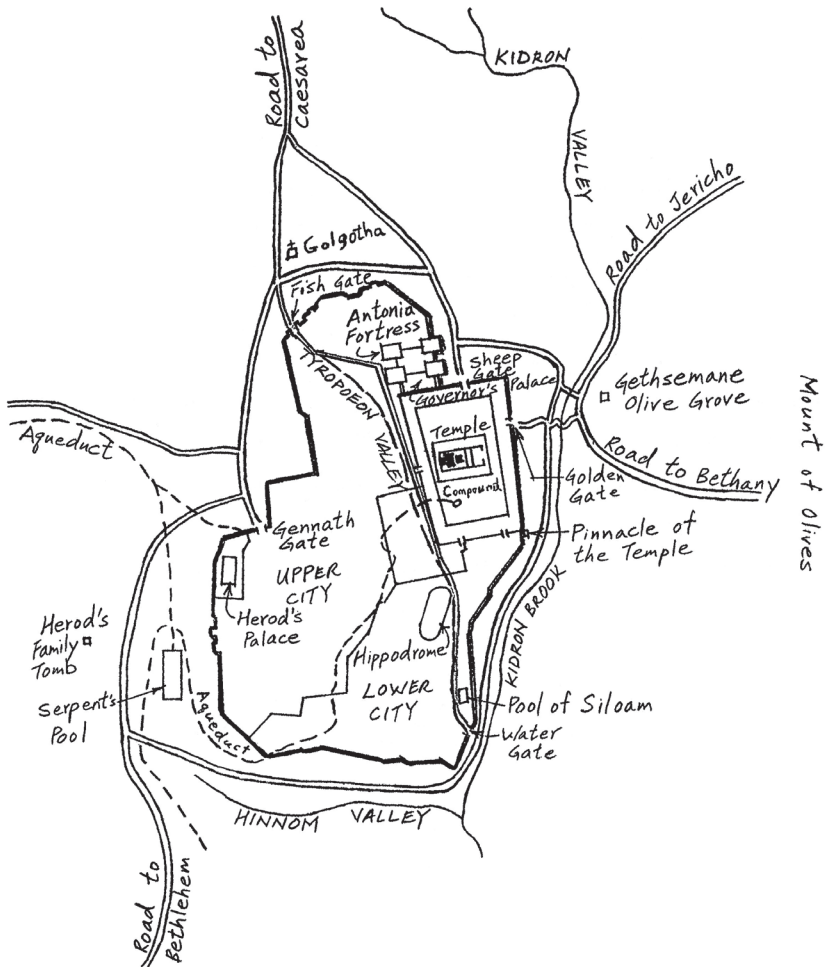 Road to
Caesarea
KIDRON
VALLEY
Road to Jericho
Golgotha
Fish Gate
Antonia
Fortress
Sheep
Gate
Governor's Palace
TYROPOEON VALLEY
Gethsemane
Olive Grove
Mount of Olives
Temple
Compound
Road to Bethany
Golden
Gate
Aqueduct
Gennath
Gate
Pinnacle of
the Temple
UPPER
CITY
Herod's
Palace
KIDRON BROOK
Herod's
Family
Tomb
Hippodrome
Serpent's
Pool
Aqueduct
LOWER
CITY
Pool of Siloam
Water
Gate
HINNOM VALLEY
Road to
Bethlehem